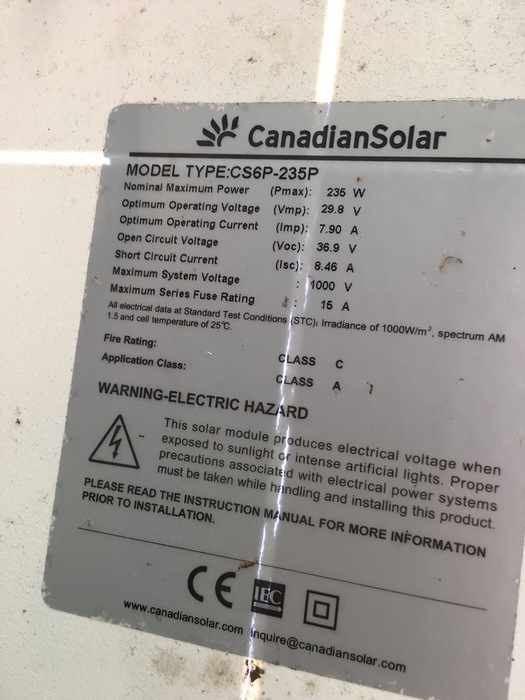 CanadianSolar
MODEL TYPE:CS6P-235P
Nominal Maximum Power (Pmax): 235 W
Optimum Operating Voltage (Vmp): 29.8 V
Optimum Operating Current (Imp): 7.90 A
Open Circuit Voltage (Voc): 36.9 V
Short Circuit Current (Isc): 8.46 A
Maximum System Voltage : 1000 V
Maximum Series Fuse Rating : 15 A
All electrical data at Standard Test Conditions (STC): Irradiance of 1000W/m², spectrum AM
1.5 and cell temperature of 25°C.
Fire Rating: CLASS C
Application Class: CLASS A
WARNING-ELECTRIC HAZARD
This solar module produces electrical voltage when
exposed to sunlight or intense artificial lights. Proper
precautions associated with electrical power systems
must be taken while handling and installing this product.
PLEASE READ THE INSTRUCTION MANUAL FOR MORE INFORMATION
PRIOR TO INSTALLATION.
CE IEC
www.canadiansolar.com inquire@canadiansolar.com